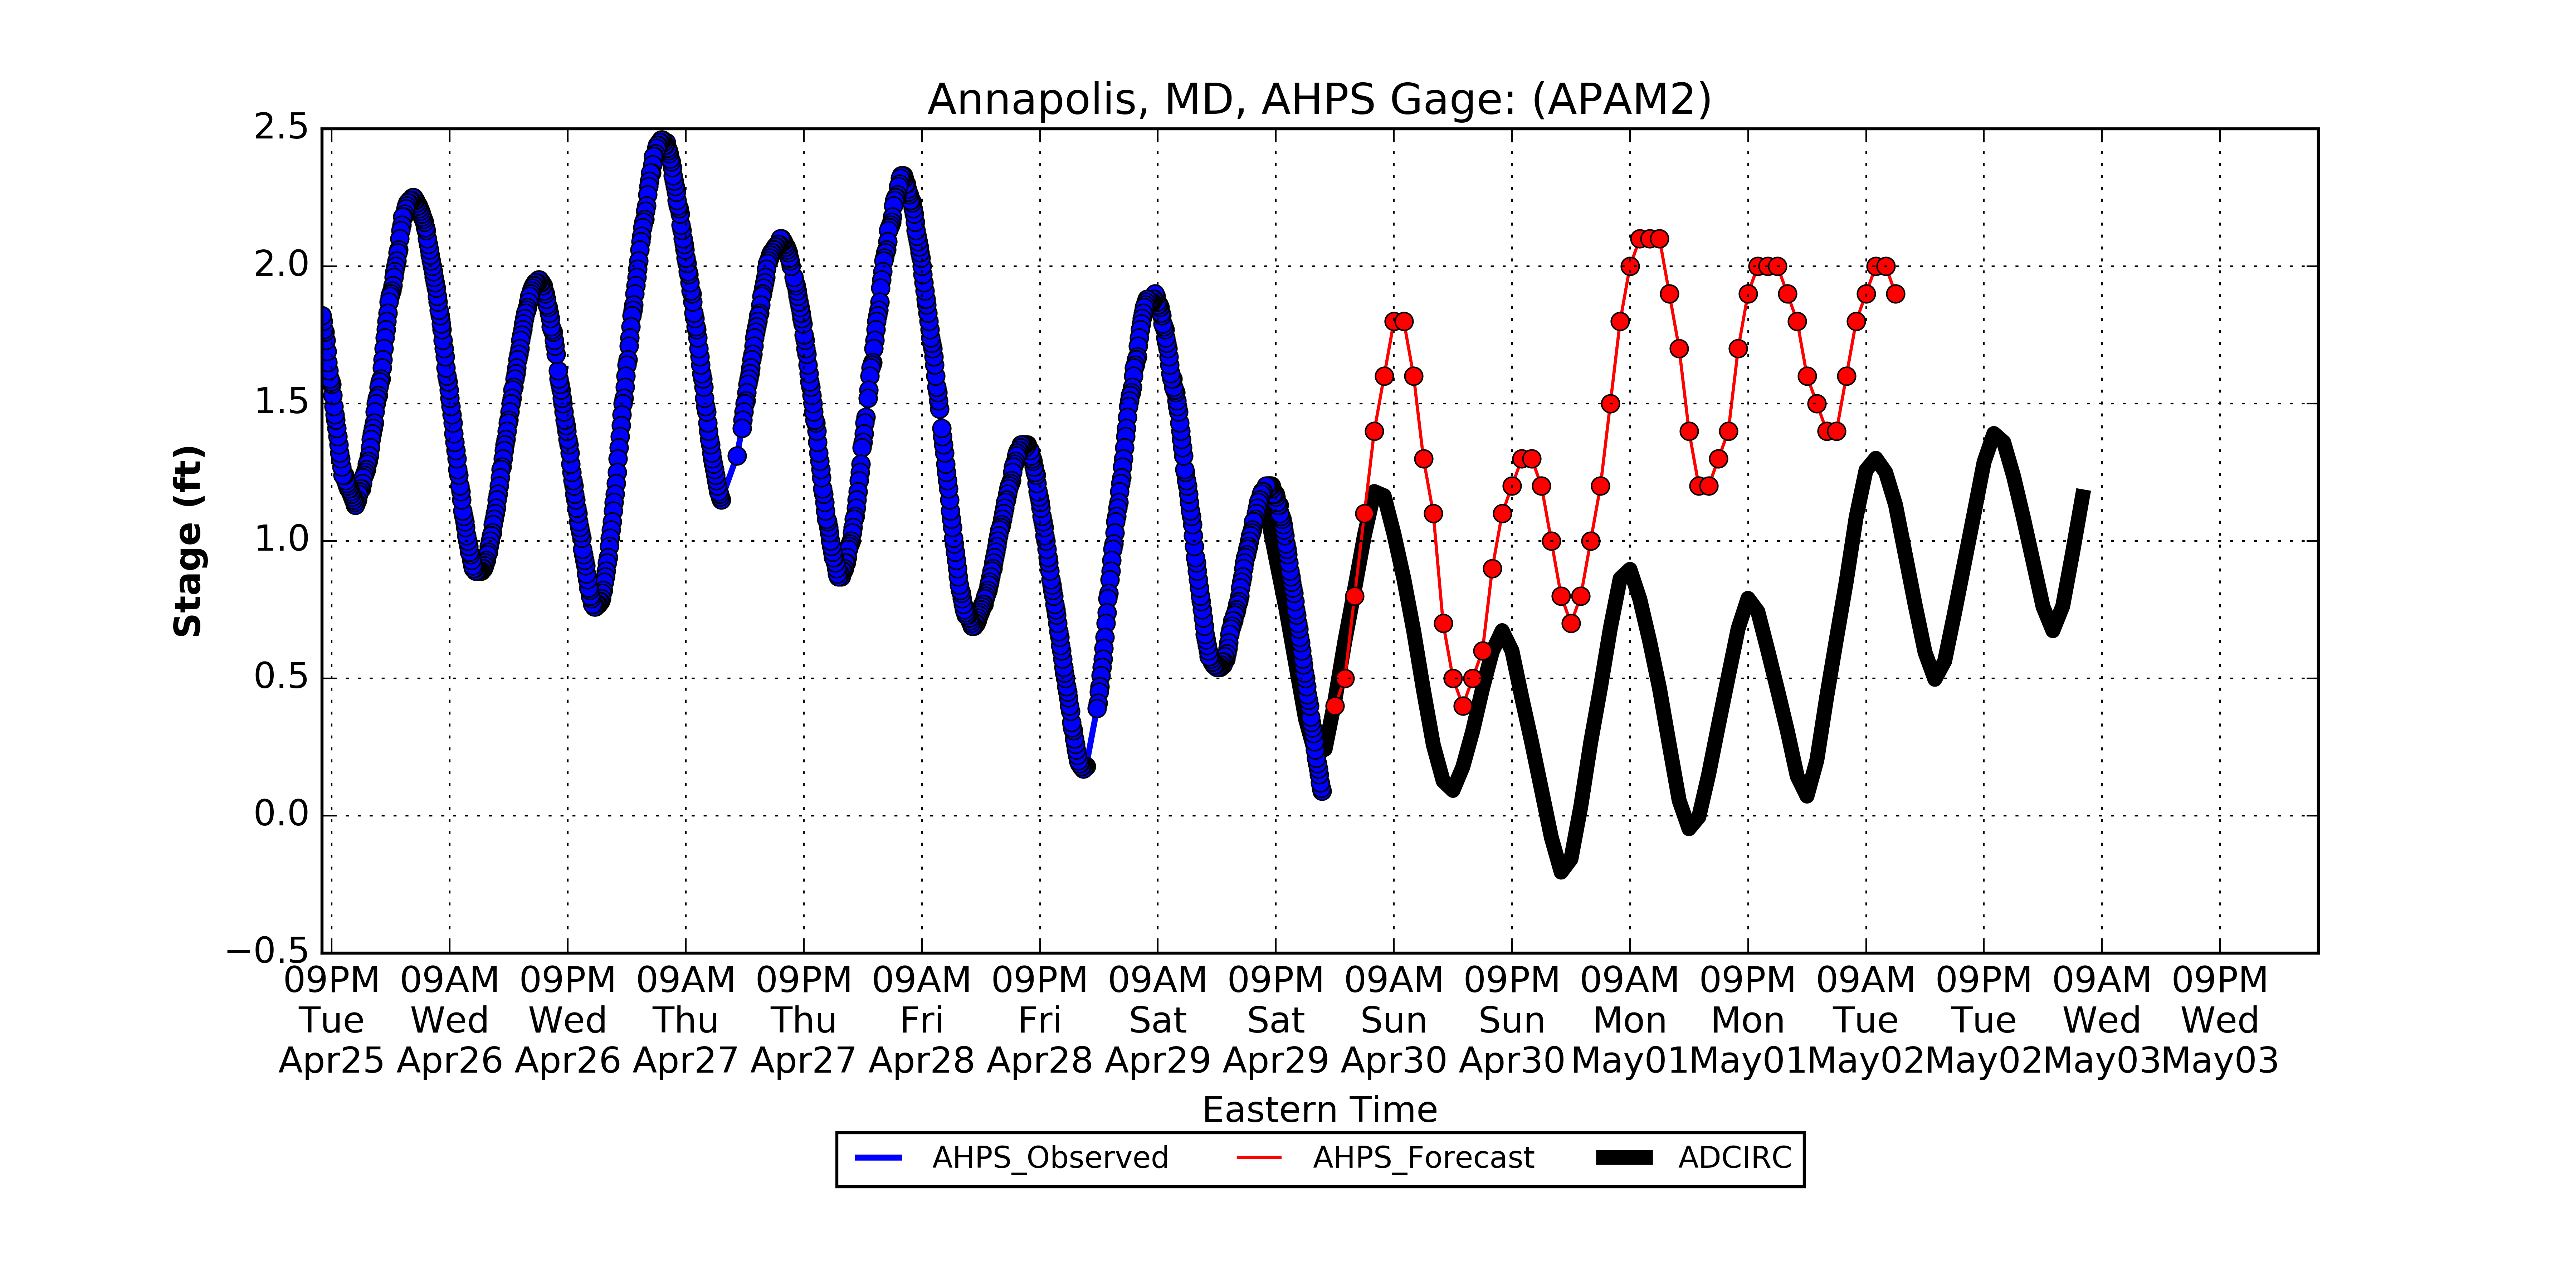 Annapolis, MD, AHPS Gage: (APAM2)
2.5
2.0
1.5
1.0
0.5
0.0
−0.5
Stage (ft)
09PM 09AM 09PM 09AM 09PM 09AM 09PM 09AM 09PM 09AM 09PM 09AM 09PM 09AM 09PM 09AM 09PM
Tue Wed Wed Thu Thu Fri Fri Sat Sat Sun Sun Mon Mon Tue Tue Wed Wed
Apr25 Apr26 Apr26 Apr27 Apr27 Apr28 Apr28 Apr29 Apr29 Apr30 Apr30 May01 May01 May02 May02 May03 May03
Eastern Time
AHPS_Observed AHPS_Forecast ADCIRC